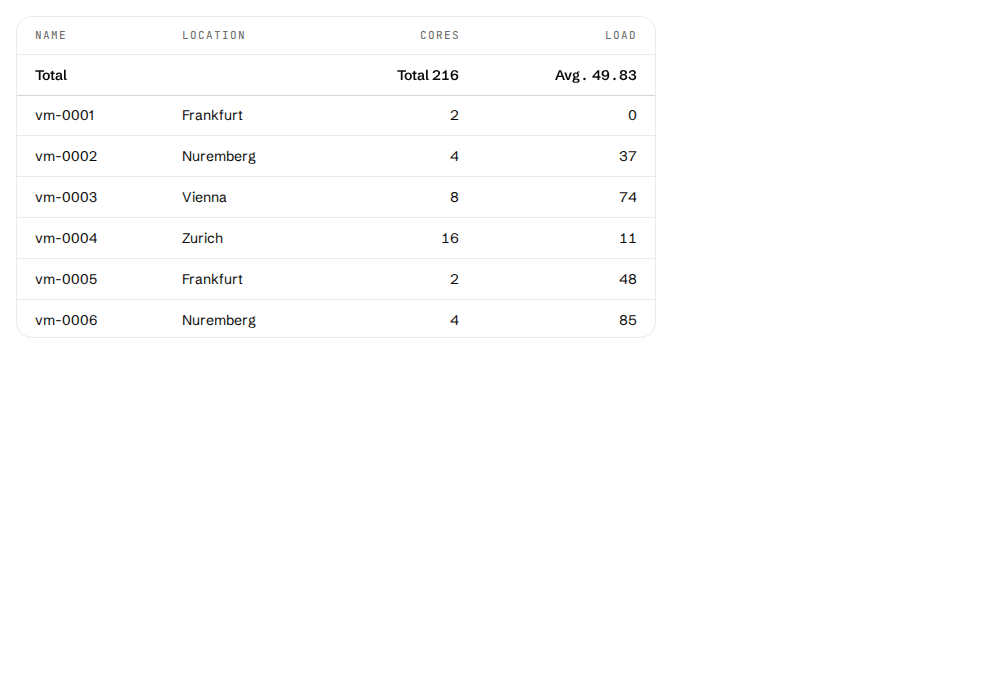 NAME LOCATION CORES LOAD
Total Total 216 Avg. 49.83
vm-0001 Frankfurt 2 0
vm-0002 Nuremberg 4 37
vm-0003 Vienna 8 74
vm-0004 Zurich 16 11
vm-0005 Frankfurt 2 48
vm-0006 Nuremberg 4 85